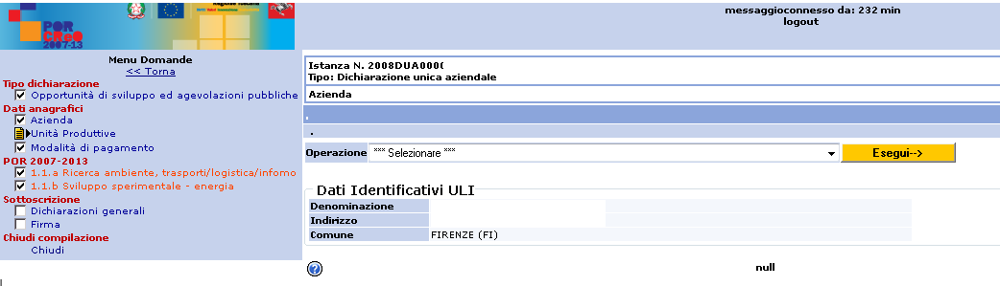 Regione Toscana
POR
CReO
2007-13
messaggioconnesso da: 232 min
logout
Menu Domande
<< Torna
Tipo dichiarazione
Opportunità di sviluppo ed agevolazioni pubbliche
Dati anagrafici
Azienda
Unità Produttive
Modalità di pagamento
POR 2007-2013
1.1.a Ricerca ambiente, trasporti/logistica/infomo
1.1.b Sviluppo sperimentale - energia
Sottoscrizione
Dichiarazioni generali
Firma
Chiudi compilazione
Chiudi
Istanza N. 2008DUA000(
Tipo: Dichiarazione unica aziendale
Azienda
,
.
Operazione *** Selezionare *** Esegui-->
Dati Identificativi ULI
Denominazione
Indirizzo
Comune FIRENZE (FI)
null